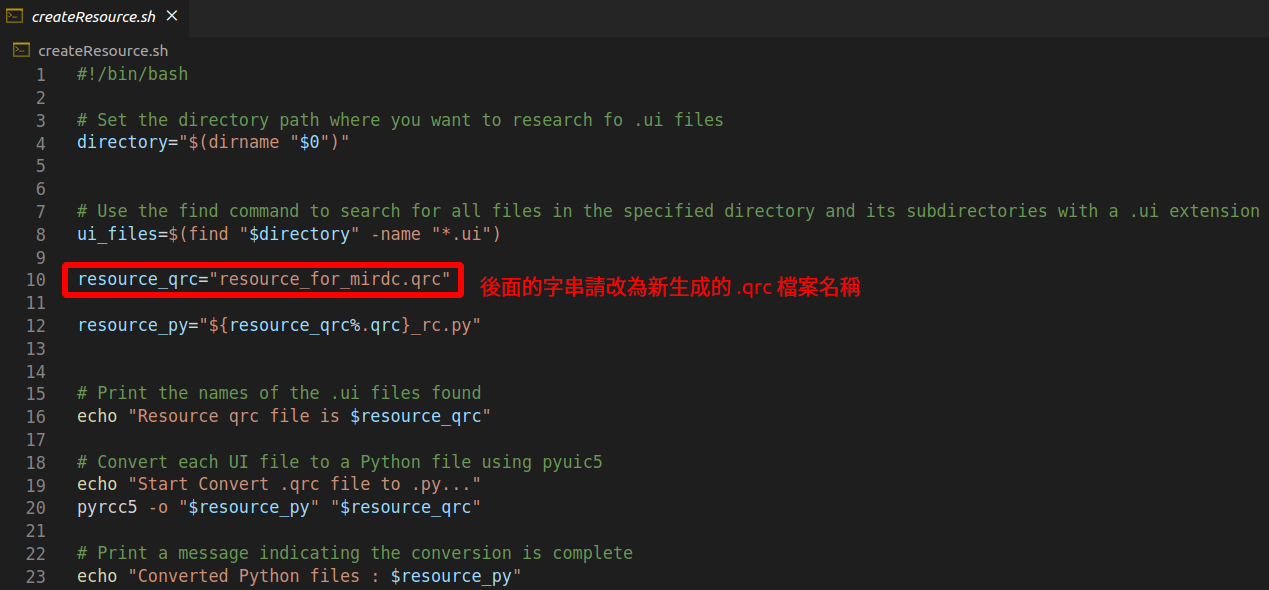 createResource.sh
createResource.sh
1 #!/bin/bash
2
3 # Set the directory path where you want to research fo .ui files
4 directory="$(dirname "$0")"
5
6
7 # Use the find command to search for all files in the specified directory and its subdirectories with a .ui extension
8 ui_files=$(find "$directory" -name "*.ui")
9
10 resource_qrc="resource_for_mirdc.qrc" 後面的字串請改為新生成的 .qrc 檔案名稱
11
12 resource_py="${resource_qrc%.qrc}_rc.py"
13
14
15 # Print the names of the .ui files found
16 echo "Resource qrc file is $resource_qrc"
17
18 # Convert each UI file to a Python file using pyuic5
19 echo "Start Convert .qrc file to .py..."
20 pyrcc5 -o "$resource_py" "$resource_qrc"
21
22 # Print a message indicating the conversion is complete
23 echo "Converted Python files : $resource_py"